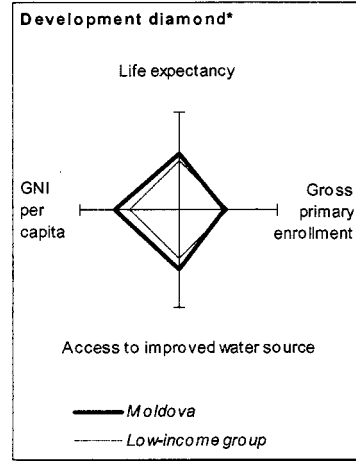 Development diamond*
Life expectancy
GNI
per
capita
Gross
primary
enrollment
Access to improved water source
Moldova
Low-income group